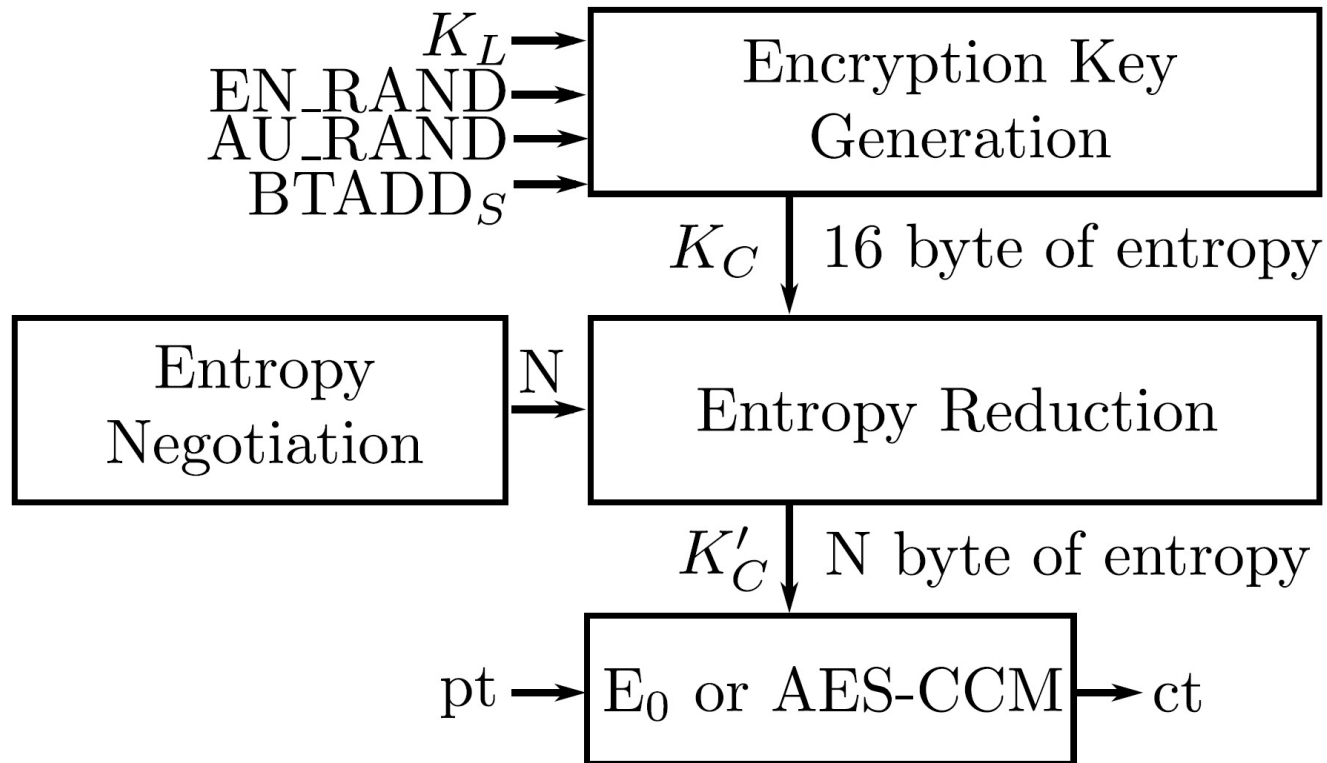 K_L
EN_RAND
AU_RAND
BTADD_S
Encryption Key
Generation
K_C 16 byte of entropy
Entropy
Negotiation
N
Entropy Reduction
K'_C N byte of entropy
pt
E_0 or AES-CCM
ct